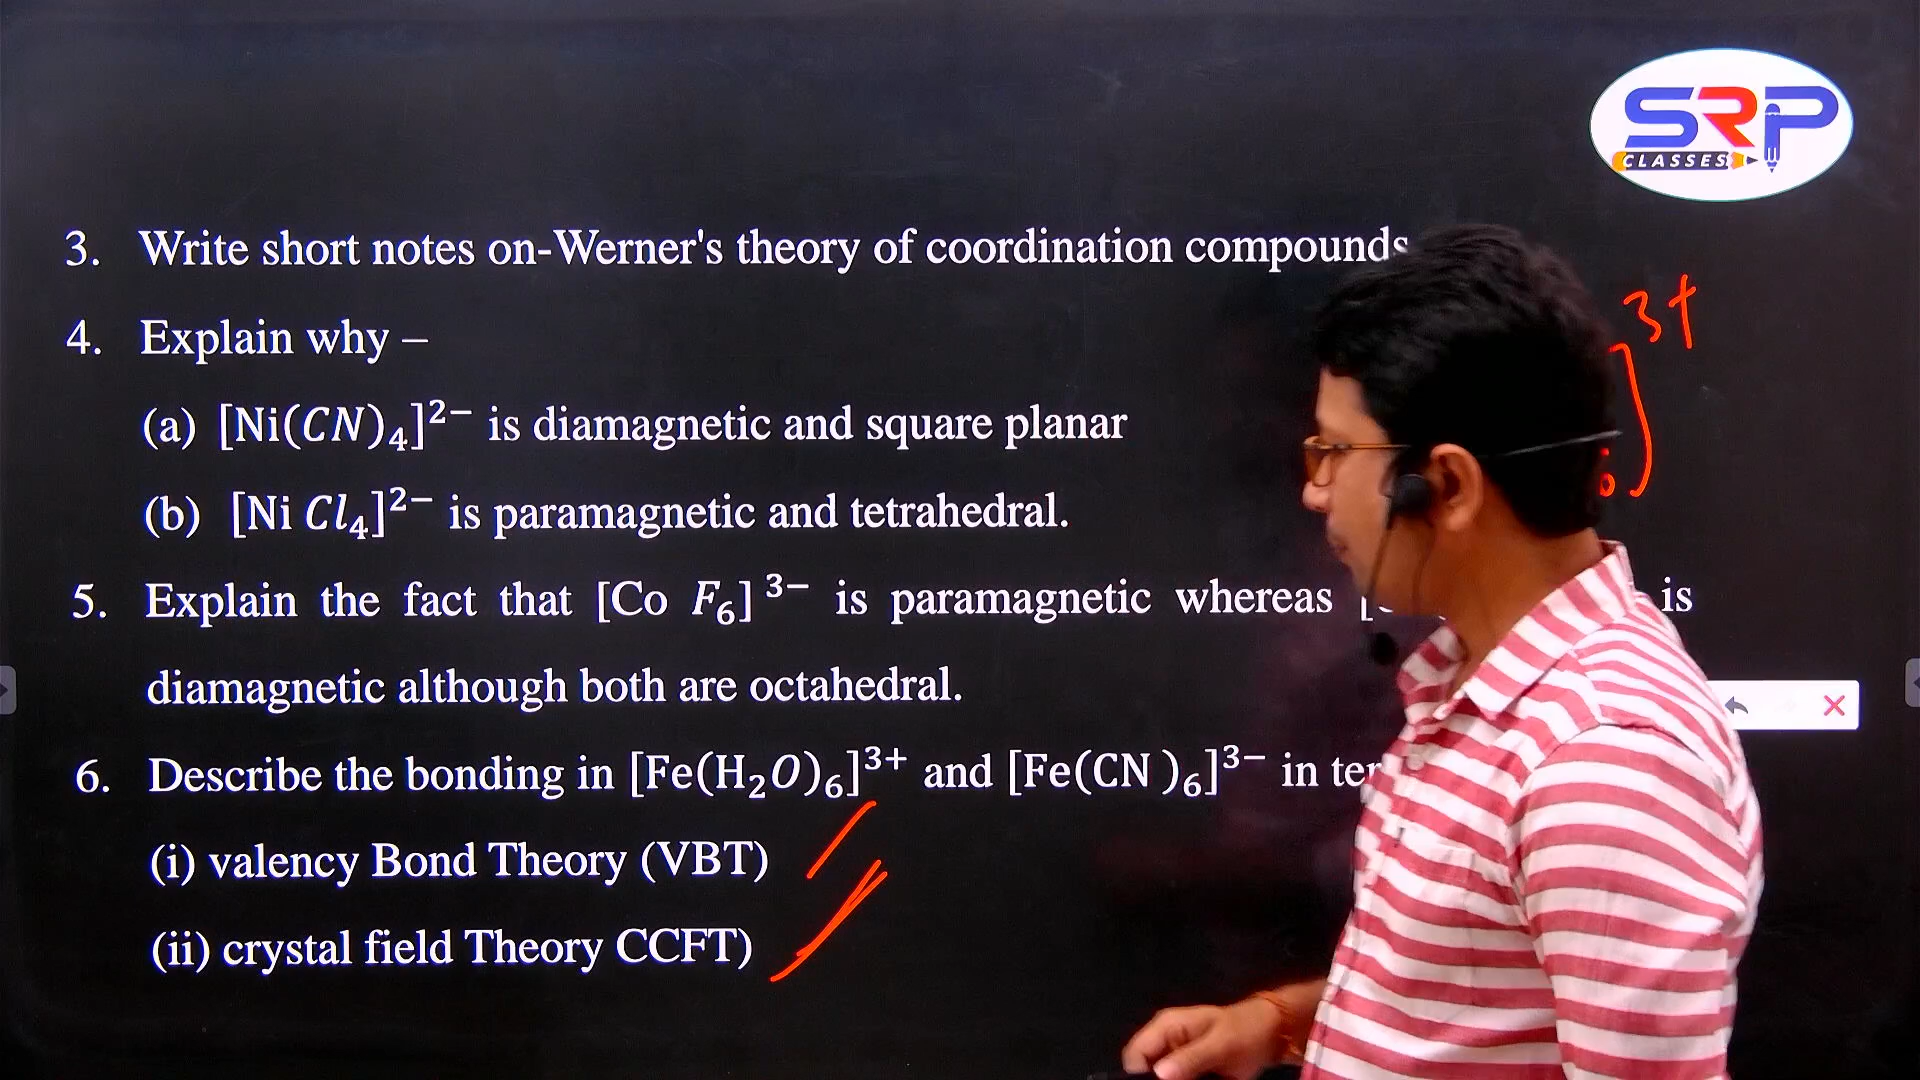 SRP
CLASSES
3. Write short notes on-Werner's theory of coordination compounds
3+
4. Explain why –
]
(a) [Ni(CN)₄]²⁻ is diamagnetic and square planar
6
(b) [Ni Cl₄]²⁻ is paramagnetic and tetrahedral.
5. Explain the fact that [Co F₆] ³⁻ is paramagnetic whereas [ is
diamagnetic although both are octahedral.
6. Describe the bonding in [Fe(H₂O)₆]³⁺ and [Fe(CN )₆]³⁻ in
(i) valency Bond Theory (VBT)
(ii) crystal field Theory CCFT)